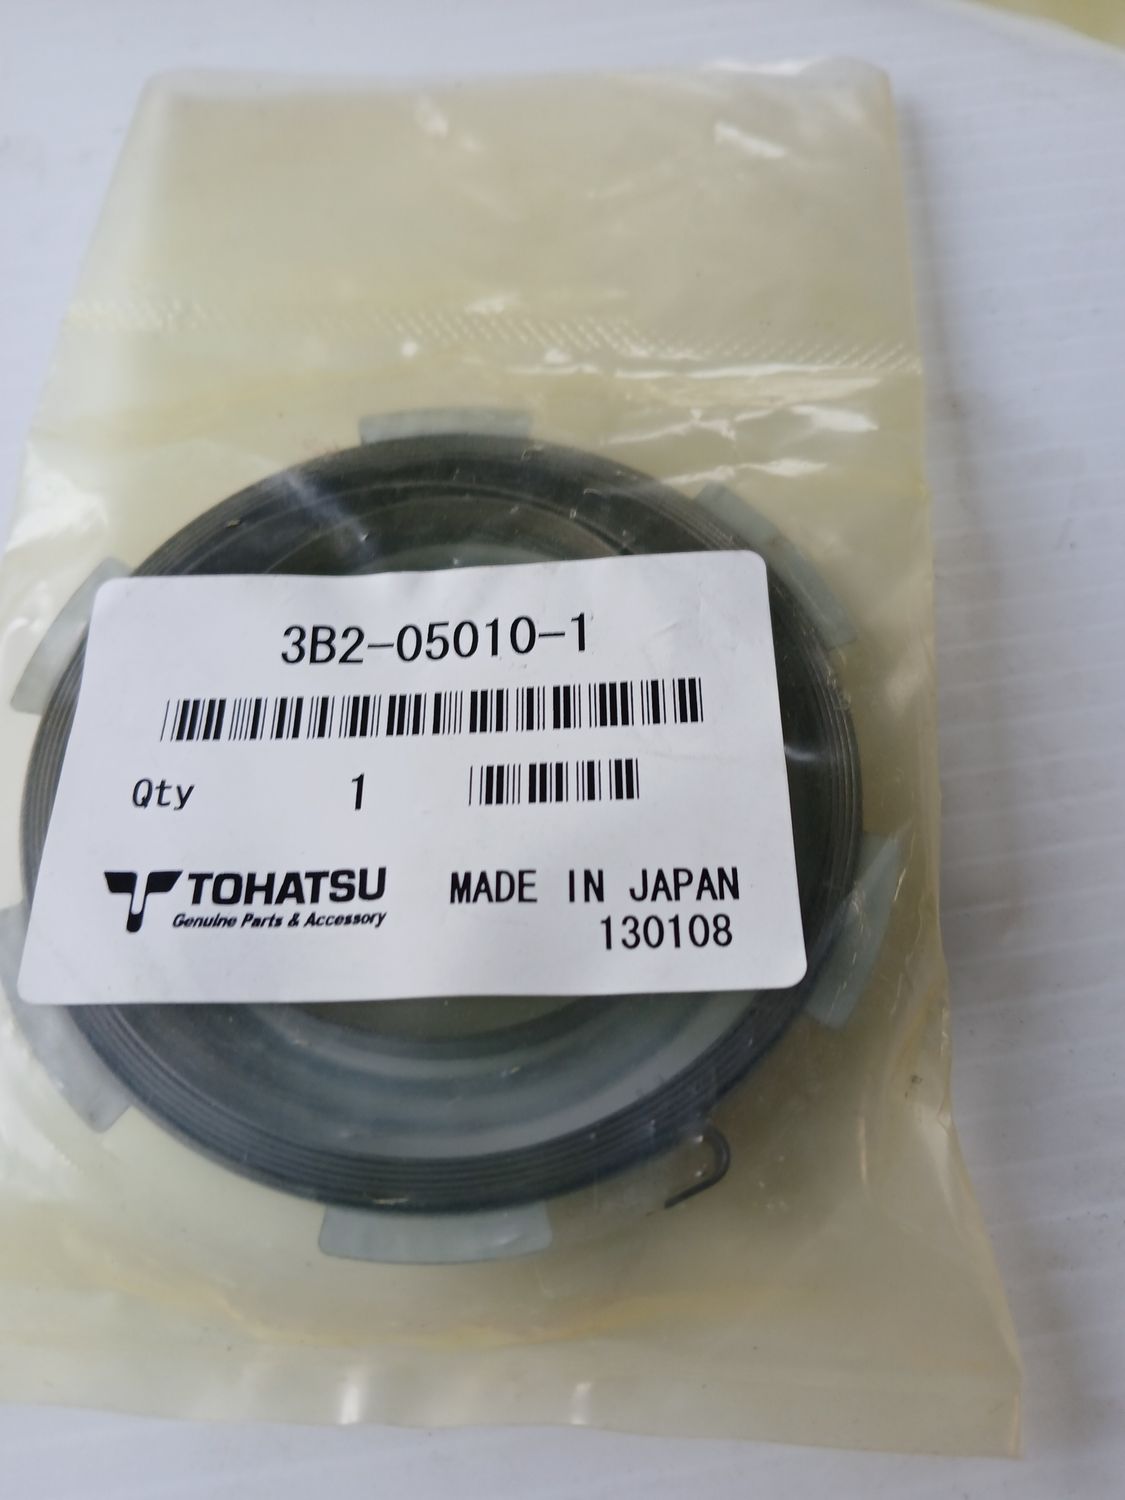 3B2-05010-1
Qty 1
TOHATSU
Genuine Parts & Accessory
MADE IN JAPAN
130108